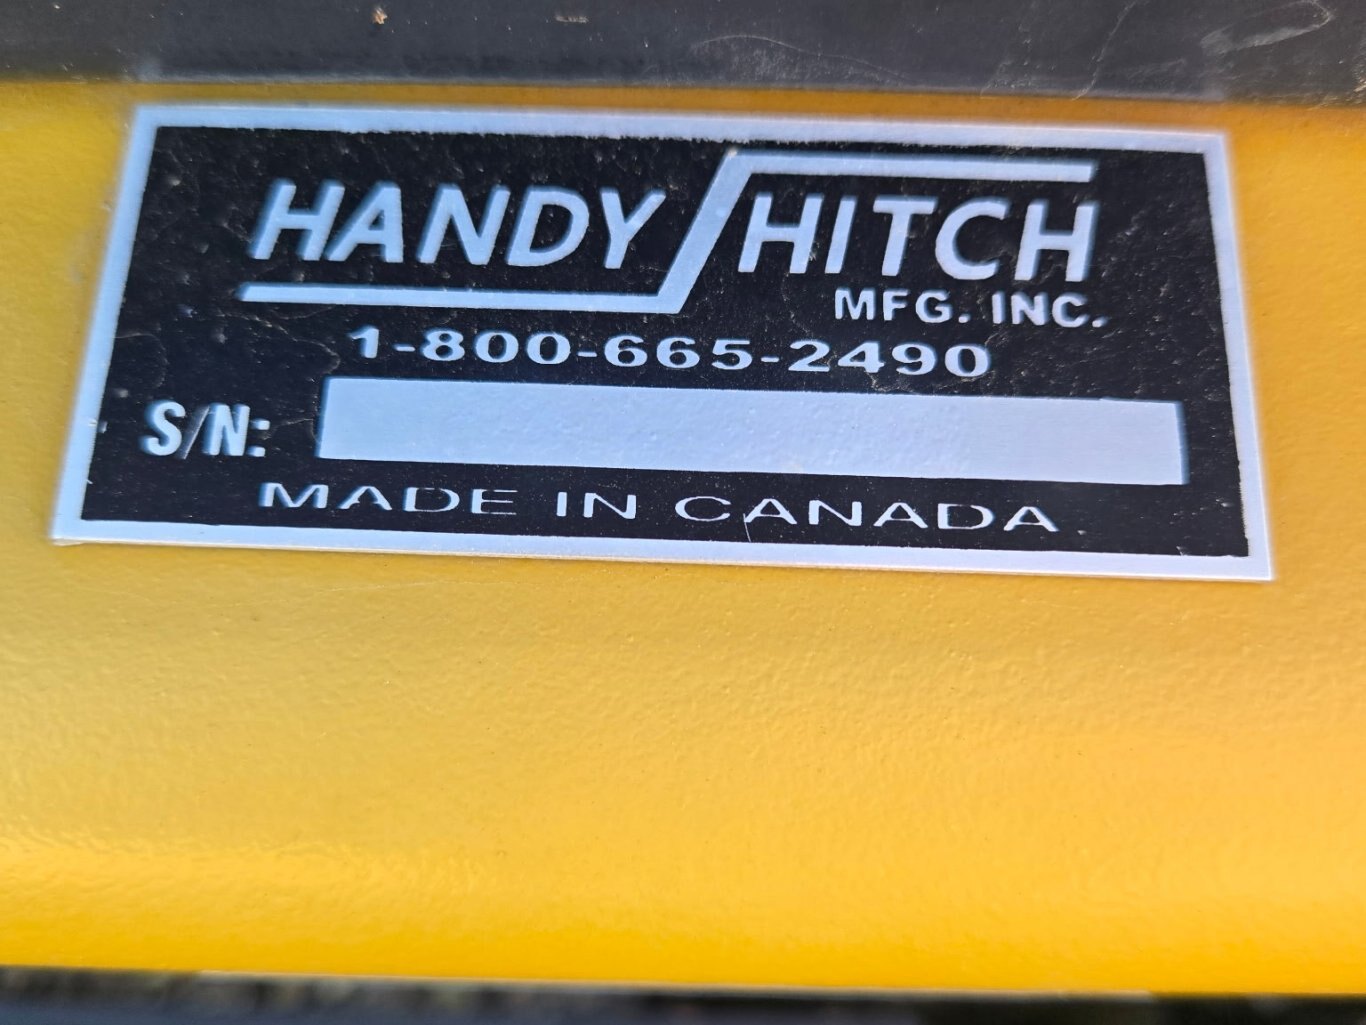 HANDY HITCH
MFG. INC.
1-800-665-2490
S/N:
MADE IN CANADA